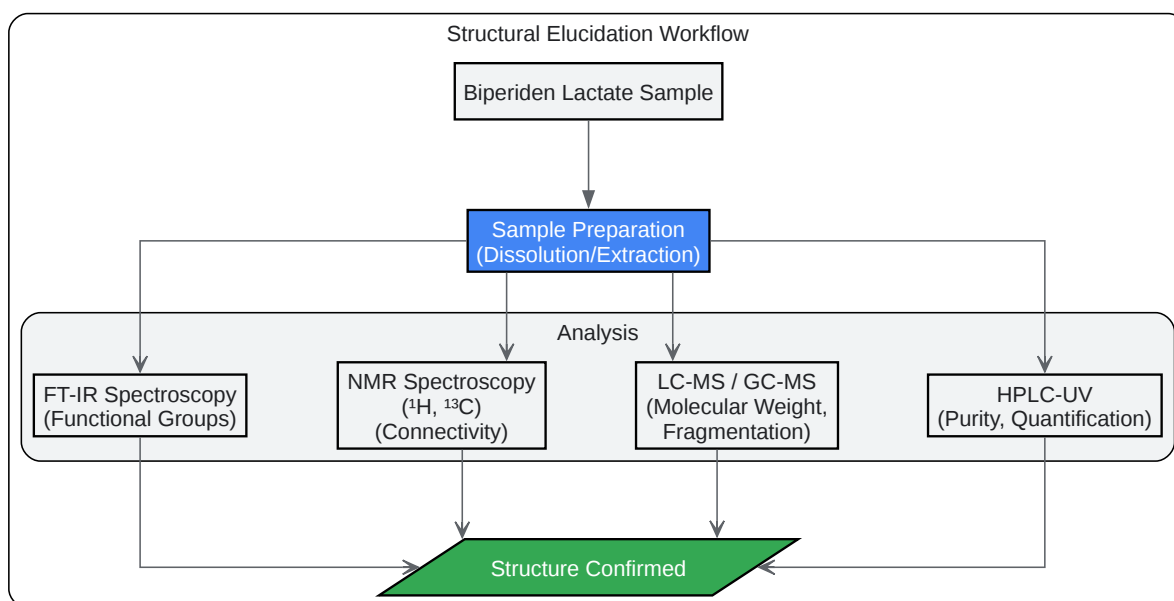 Structural Elucidation Workflow
Biperiden Lactate Sample
Sample Preparation
(Dissolution/Extraction)
Analysis
FT-IR Spectroscopy
(Functional Groups)
NMR Spectroscopy
(¹H, ¹³C)
(Connectivity)
LC-MS / GC-MS
(Molecular Weight,
Fragmentation)
HPLC-UV
(Purity, Quantification)
Structure Confirmed